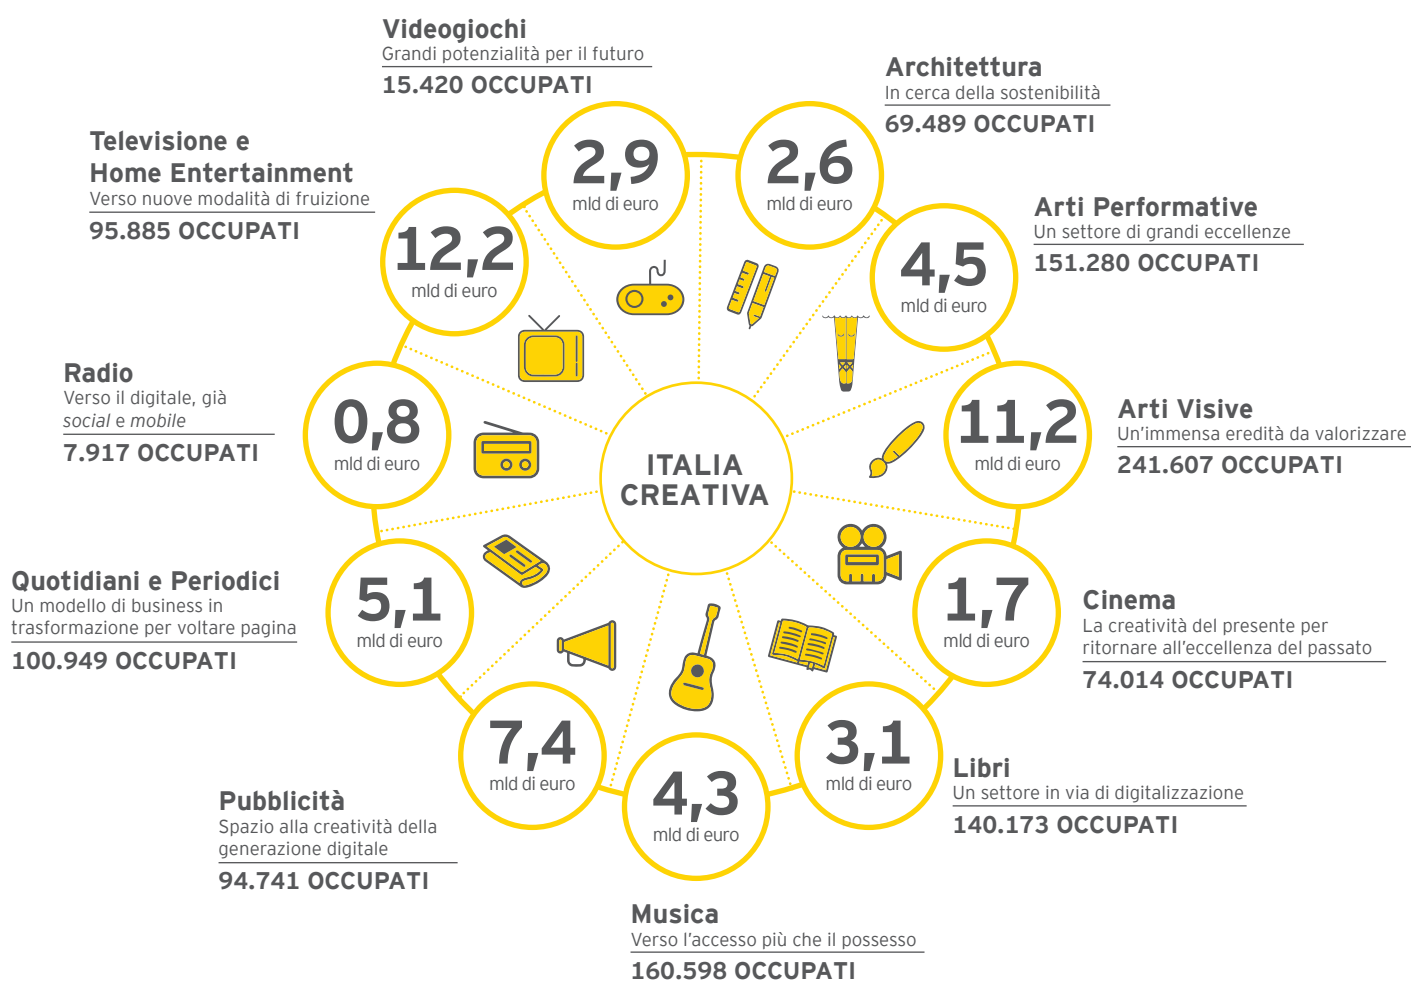 Videogiochi
Grandi potenzialità per il futuro
15.420 OCCUPATI
2,9
mld di euro
Architettura
In cerca della sostenibilità
69.489 OCCUPATI
2,6
mld di euro
Arti Performative
Un settore di grandi eccellenze
151.280 OCCUPATI
4,5
mld di euro
Arti Visive
Un'immensa eredità da valorizzare
241.607 OCCUPATI
11,2
mld di euro
Cinema
La creatività del presente per
ritornare all'eccellenza del passato
74.014 OCCUPATI
1,7
mld di euro
Libri
Un settore in via di digitalizzazione
140.173 OCCUPATI
3,1
mld di euro
Musica
Verso l'accesso più che il possesso
160.598 OCCUPATI
4,3
mld di euro
Pubblicità
Spazio alla creatività della
generazione digitale
94.741 OCCUPATI
7,4
mld di euro
Quotidiani e Periodici
Un modello di business in
trasformazione per voltare pagina
100.949 OCCUPATI
5,1
mld di euro
Radio
Verso il digitale, già
social e mobile
7.917 OCCUPATI
0,8
mld di euro
Televisione e
Home Entertainment
Verso nuove modalità di fruizione
95.885 OCCUPATI
12,2
mld di euro
ITALIA
CREATIVA